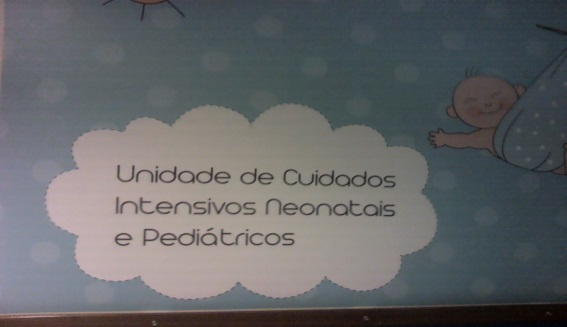 Unidade de Cuidados
Intensivos Neonatais
e Pediátricos